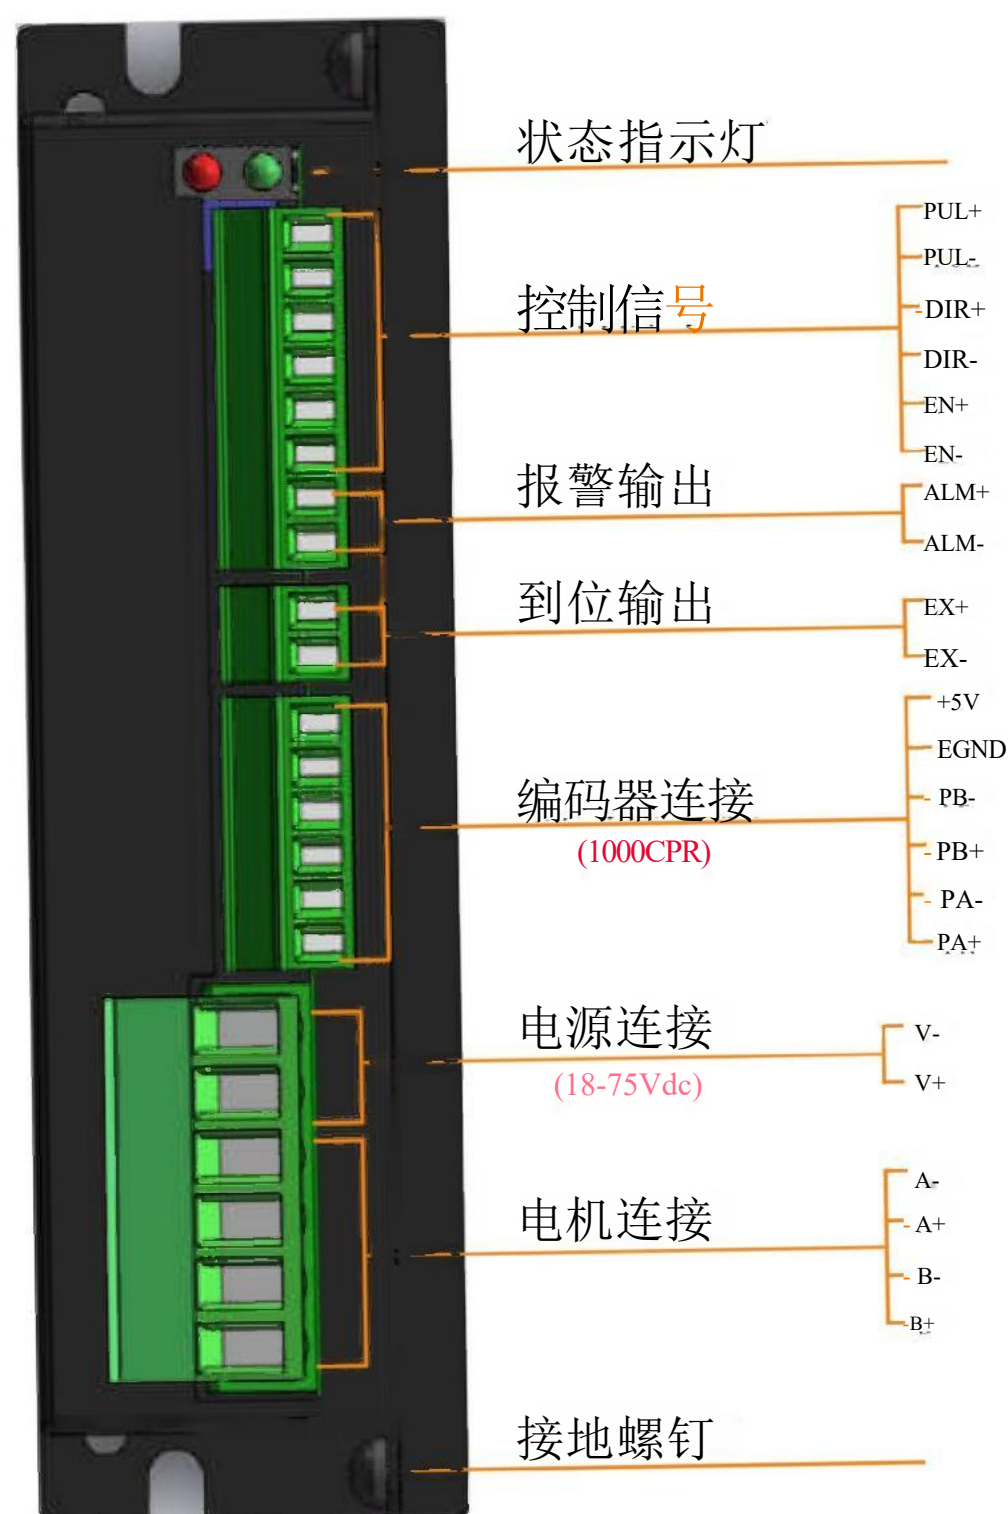 状态指示灯
PUL+
PUL-
控制信号
DIR+
DIR-
EN+
EN-
报警输出
ALM+
ALM-
到位输出
EX+
EX-
+5V
EGND
编码器连接
(1000CPR)
PB-
PB+
PA-
PA+
电源连接
(18-75Vdc)
V-
V+
电机连接
A-
A+
B-
B+
接地螺钉